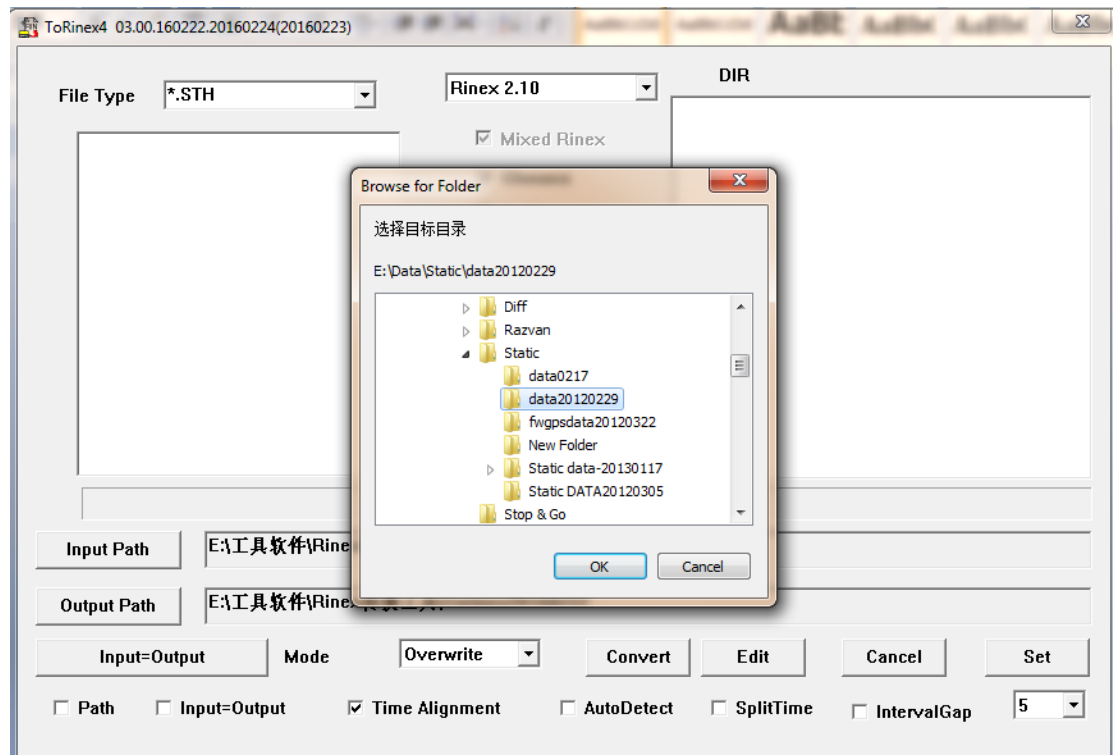 ToRinex4 03.00.160222.20160224(20160223)
File Type
*.STH
Rinex 2.10
DIR
Mixed Rinex
Browse for Folder
选择目标目录
E:\Data\Static\data20120229
Diff
Razvan
Static
data0217
data20120229
fwgpsdata20120322
New Folder
Static data-20130117
Static DATA20120305
Stop & Go
OK Cancel
Input Path E:\工具软件\Rine
Output Path E:\工具软件\Rinex
Input=Output Mode Overwrite Convert Edit Cancel Set
Path Input=Output Time Alignment AutoDetect SplitTime IntervalGap 5